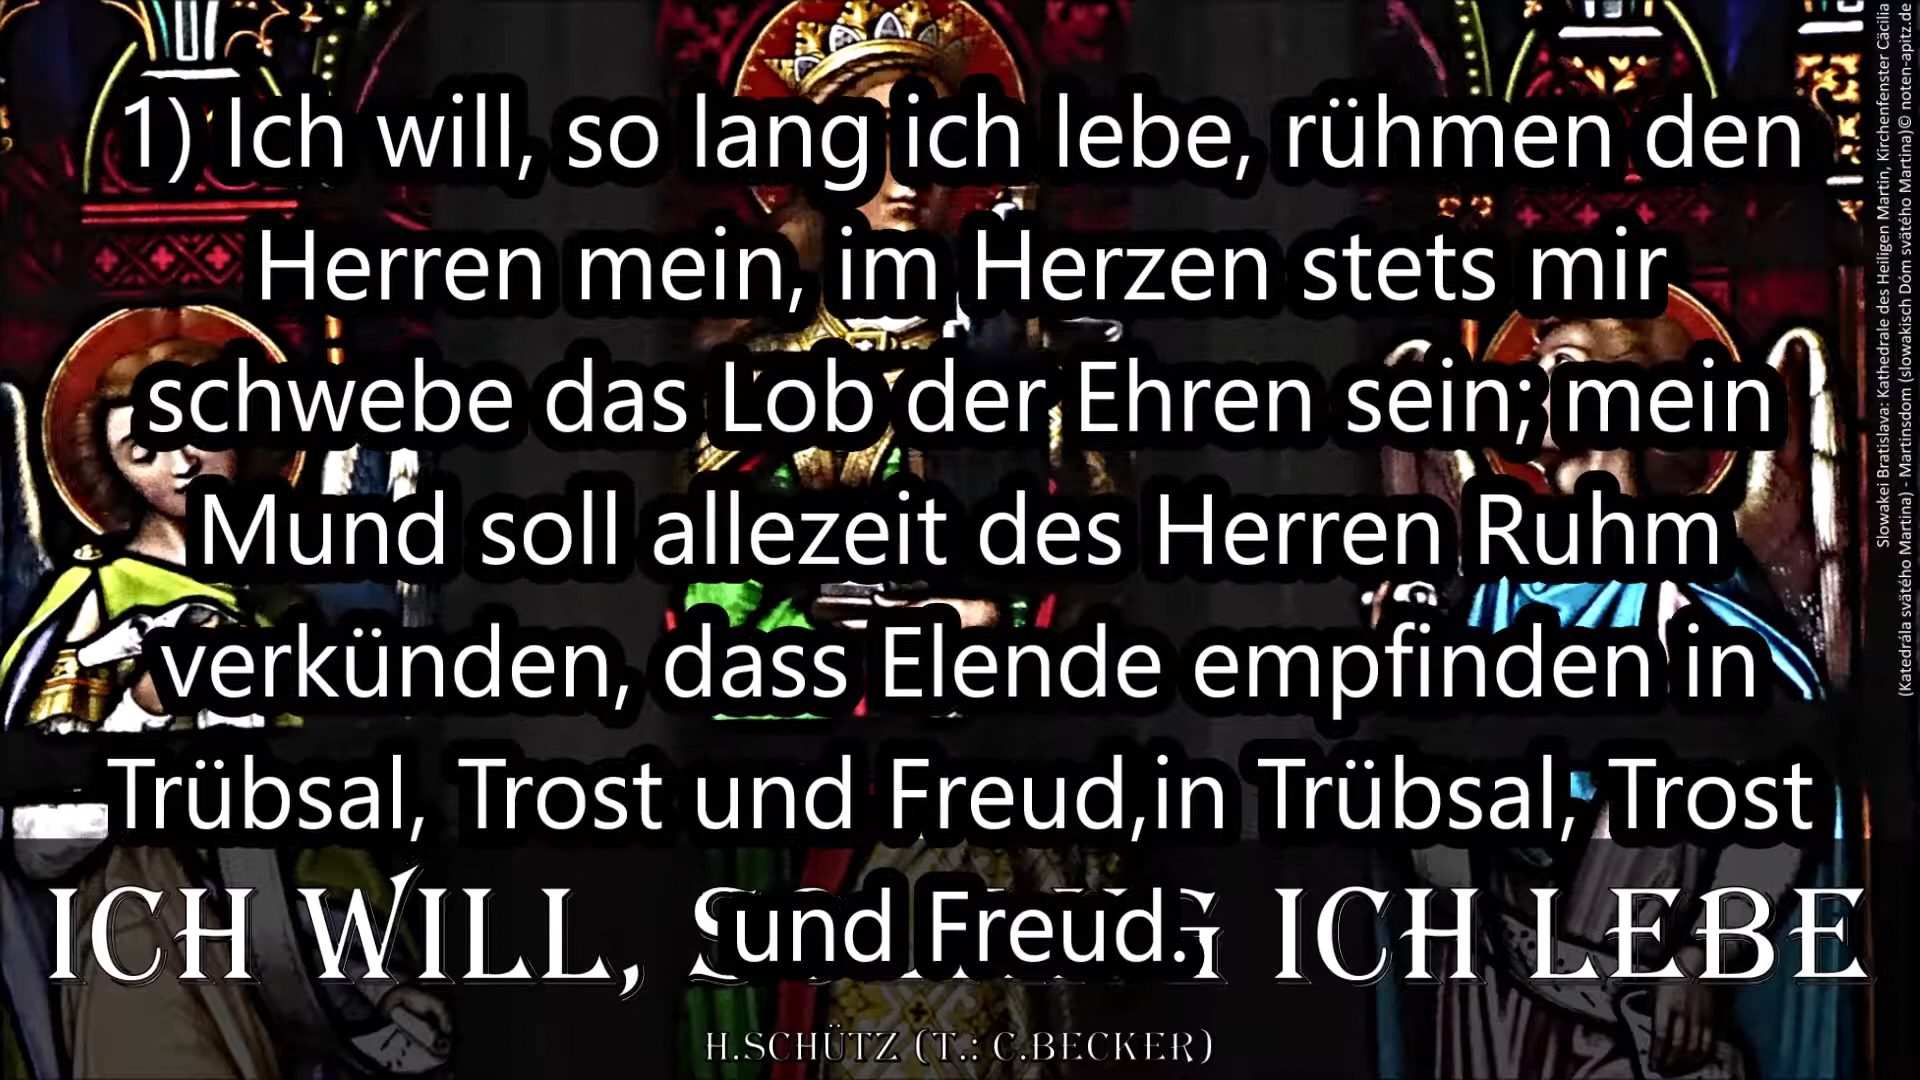 1) Ich will, so lang ich lebe, rühmen den
Herren mein, im Herzen stets mir
schwebe das Lob der Ehren sein; mein
Mund soll allezeit des Herren Ruhm
verkünden, dass Elende empfinden in
Trübsal, Trost und Freud,in Trübsal, Trost
und Freud.
ICH WILL, ICH LEBE
H.SCHÜTZ (T.: C.BECKER)
Slowakei Bratislava: Kathedrale des Heiligen Martin, Kirchenfenster Cäcilia
(Katedrála svätého Martina) - Martinsdom (slowakisch Dóm svätého Martina)© noten-apitz.de